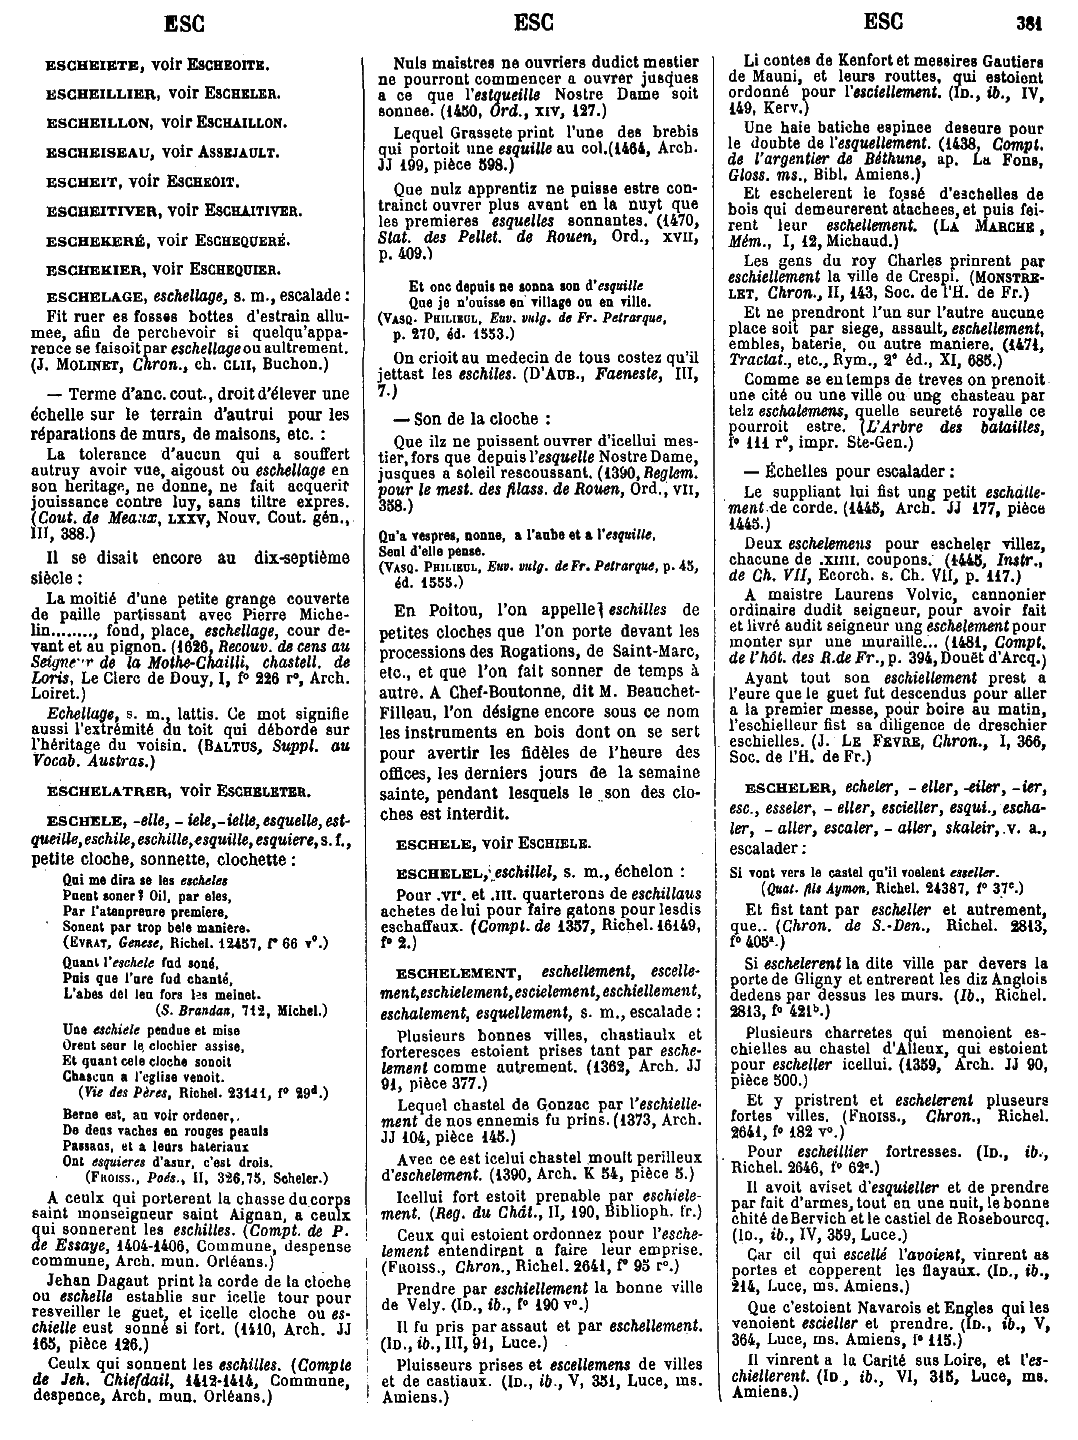 ESC
ESC
ESC
381
ESCHEIETE, voir ESCHEOITE.
ESCHEILLIER, voir ESCHELER.
ESCHEILLON, voir ESCHAILLON.
ESCHEISEAU, voir ASSEJAULT.
ESCHEIT, voir ESCHEOIT.
ESCHEITIVER, voir ESCHAITIVER.
ESCHEKERÉ, voir ESCHEQUERÉ.
ESCHEKIER, voir ESCHEQUIER.
ESCHELAGE, eschellage, s. m., escalade :
Fit ruer es fosses bottes d'estrain allu-
mee, afin de perchevoir si quelqu'appa-
rence se faisoit par eschellage ou aultrement.
(J. MOLINET, Chron., ch. CLII, Buchon.)
— Terme d'anc. cout., droit d'élever une
échelle sur le terrain d'autrui pour les
réparations de murs, de maisons, etc. :
La tolerance d'aucun qui a souffert
autruy avoir vue, aigoust ou eschellage en
son heritage, ne donne, ne fait acquerir
jouissance contre luy, sans tiltre expres.
(Cout. de Meaux, LXXV, Nouv. Cout. gén.,
III, 388.)
Il se disait encore au dix-septième
siècle :
La moitié d'une petite grange couverte
de paille partissant avec Pierre Miche-
lin........, fond, place, eschellage, cour de-
vant et au pignon. (1626, Recouv. de cens au
Seigneur de la Mothe-Chailli, chastell. de
Loris, Le Clerc de Douy, I, f° 226 r°, Arch.
Loiret.)
Echellage, s. m., lattis. Ce mot signifie
aussi l'extrémité du toit qui déborde sur
l'héritage du voisin. (BALTUS, Suppl. au
Vocab. Austras.)
ESCHELATRER, voir ESCHELETER.
ESCHELE, -elle, - iele, -ielle, esquelle, est-
queille, eschile, eschille, esquille, esquiere, s. f.,
petite cloche, sonnette, clochette :
Qui me dira se les escheles
Puent soner? Oil, par eles,
Par l'atenpreure premiere,
Sonent par trop bele maniere.
(EVRAT, Genese, Richel. 12457, f° 66 v°.)
Quant l'eschele fud soné,
Puis que l'ure fud chanté,
L'abes del leu fors les meinet.
(S. Brandan, 712, Michel.)
Une eschiele pendue et mise
Orent seur le clochier assise,
Et quant cele cloche sonoit
Chascun a l'eglise venoit.
(Vie des Pères, Richel. 23111, f° 29d.)
Berne est, au voir ordener,.
De deus vaches en rouges peauls
Passans, et a leurs hateriaux
Ont esquieres d'asur, c'est drois.
(FROISS., Poés., II, 326,75, Scheler.)
A ceulx qui porterent la chasse du corps
saint monseigneur saint Aignan, a ceulx
qui sonnerent les eschilles. (Compt. de P.
de Essaye, 1404-1406, Commune, despense
commune, Arch. mun. Orléans.)
Jehan Dagaut print la corde de la cloche
ou eschelle establie sur icelle tour pour
resveiller le guet, et icelle cloche ou es-
chielle eust sonné si fort. (1410, Arch. JJ
165, pièce 126.)
Ceulx qui sonnent les eschilles. (Compte
de Jeh. Chiefdail, 1412-1414, Commune,
despence, Arch. mun. Orléans.)
Nuls maistres ne ouvriers dudict mestier
ne pourront commencer a ouvrer jusques
a ce que l'estqueille Nostre Dame soit
sonnee. (1450, Ord., XIV, 127.)
Lequel Grassete print l'une des brebis
qui portoit une esquille au col.(1464, Arch.
JJ 199, pièce 598.)
Que nulz apprentiz ne puisse estre con-
trainct ouvrer plus avant en la nuyt que
les premieres esquelles sonnantes. (1470,
Stat. des Pellet. de Rouen, Ord., XVII,
p. 409.)
Et onc depuis ne sonna son d'esquille
Que je n'ouisse en village ou en ville.
(VASQ. PHILIEUL, Euv. vulg. de Fr. Petrarque,
p. 270, éd. 1553.)
On crioit au medecin de tous costez qu'il
jettast les eschiles. (D'AUB., Faeneste, III,
7.)
— Son de la cloche :
Que ilz ne puissent ouvrer d'icellui mes-
tier, fors que depuis l'esquelle Nostre Dame,
jusques a soleil rescoussant. (1390, Reglem.
pour le mest. des filass. de Rouen, Ord., VII,
358.)
Qu'a vespres, nonne, a l'aube et a l'esquille,
Seul d'elle pense.
(VASQ. PHILIEUL, Euv. vulg. de Fr. Petrarque, p. 45,
éd. 1555.)
En Poitou, l'on appelle eschilles de
petites cloches que l'on porte devant les
processions des Rogations, de Saint-Marc,
etc., et que l'on fait sonner de temps à
autre. A Chef-Boutonne, dit M. Beauchet-
Filleau, l'on désigne encore sous ce nom
les instruments en bois dont on se sert
pour avertir les fidèles de l'heure des
offices, les derniers jours de la semaine
sainte, pendant lesquels le son des clo-
ches est interdit.
ESCHELE, voir ESCHIELE.
ESCHELEL, eschillel, s. m., échelon :
Pour .VIc. et .III. quarterons de eschillaus
achetes de lui pour faire gatons pour lesdis
eschaffaux. (Compt. de 1357, Richel. 16149,
f° 2.)
ESCHELEMENT, eschellement, escelle-
ment, eschielement, escielement, eschiellement,
eschalement, esquellement, s. m., escalade :
Plusieurs bonnes villes, chastiaulx et
forteresces estoient prises tant par esche-
lement comme autrement. (1362, Arch. JJ
91, pièce 377.)
Lequel chastel de Gonzac par l'eschielle-
ment de nos ennemis fu prins. (1373, Arch.
JJ 104, pièce 145.)
Avec ce est icelui chastel moult perilleux
d'eschelement. (1390, Arch. K 54, pièce 5.)
Icellui fort estoit prenable par eschiele-
ment. (Reg. du Chât., II, 190, Biblioph. fr.)
Ceux qui estoient ordonnez pour l'esche-
lement entendirent a faire leur emprise.
(FROISS., Chron., Richel. 2641, f° 95 r°.)
Prendre par eschiellement la bonne ville
de Vely. (ID., ib., f° 190 v°.)
Il fu pris par assaut et par eschellement.
(ID., ib., III, 91, Luce.)
Pluisseurs prises et escellemens de villes
et de castiaux. (ID., ib., V, 351, Luce, ms.
Amiens.)
Li contes de Kenfort et messires Gautiers
de Mauni, et leurs routtes, qui estoient
ordonné pour l'esciellement. (ID., ib., IV,
149, Kerv.)
Une haie batiche espinee deseure pour
le doubte de l'esquellement. (1438, Compt.
de l'argentier de Béthune, ap. LA FONS,
Gloss. ms., Bibl. Amiens.)
Et eschelerent le fossé d'eschelles de
bois qui demeurerent atachees, et puis fei-
rent leur eschellement. (LA MARCHE,
Mém., I, 12, Michaud.)
Les gens du roy Charles prinrent par
eschiellement la ville de Crespi. (MONSTRE-
LET, Chron., II, 143, Soc. de l'H. de Fr.)
Et ne prendront l'un sur l'autre aucune
place soit par siege, assault, eschellement,
embles, baterie, ou autre maniere. (1471,
Tractat., etc., Rym., 2e éd., XI, 685.)
Comme se eu temps de treves on prenoit
une cité ou une ville ou ung chasteau par
telz eschalemens, quelle seureté royalle ce
pourroit estre. (L'Arbre des batailles,
f° 111 r°, impr. Ste-Gen.)
— Échelles pour escalader :
Le suppliant lui fist ung petit eschalle-
ment de corde. (1445, Arch. JJ 177, pièce
1445.)
Deux eschelemens pour escheler villez,
chacune de .XIIII. coupons. (1445, Instr.,
de Ch. VII, Ecorch. s. Ch. VII, p. 117.)
A maistre Laurens Volvic, cannonier
ordinaire dudit seigneur, pour avoir fait
et livré audit seigneur ung eschelement pour
monter sur une muraille... (1481, Compt.
de l'hôt. des R. de Fr., p. 394, Douët d'Arcq.)
Ayant tout son eschiellement prest a
l'eure que le guet fut descendus pour aller
a la premier messe, pour boire au matin,
l'eschielleur fist sa diligence de dreschier
eschielles. (J. LE FEVRE, Chron., I, 366,
Soc. de l'H. de Fr.)
ESCHELER, echeler, - eller, -eiler, -ier,
esc., esseler, - eller, escieller, esqui., escha-
ler, - aller, escaler, - aller, skaleir, v. a.,
escalader :
Si vont vers le castel qu'il voelent esseller.
(Quat. fils Aymon, Richel. 24387, f° 37c.)
Et fist tant par escheller et autrement,
que.. (Chron. de S.-Den., Richel. 2813,
f° 405a.)
Si eschelerent la dite ville par devers la
porte de Gligny et entrerent les diz Anglois
dedens par dessus les murs. (Ib., Richel.
2813, f° 421b.)
Plusieurs charretes qui menoient es-
chielles au chastel d'Alleux, qui estoient
pour escheller icellui. (1359, Arch. JJ 90,
pièce 500.)
Et y pristrent et eschelerent pluseurs
fortes villes. (FROISS., Chron., Richel.
2641, f° 182 v°.)
Pour escheillier fortresses. (ID., ib.,
Richel. 2646, f° 62c.)
Il avoit aviset d'esquieller et de prendre
par fait d'armes, tout en une nuit, le bonne
chité de Bervich et le castiel de Rosebourcq.
(ID., ib., IV, 359, Luce.)
Car cil qui escellé l'avoient, vinrent as
portes et copperent les flayaux. (ID., ib.,
214, Luce, ms. Amiens.)
Que c'estoient Navarois et Engles qui les
venoient escieller et prendre. (ID., ib., V,
364, Luce, ms. Amiens, f° 115.)
Il vinrent a la Carité sus Loire, et l'es-
chiellerent. (ID., ib., VI, 315, Luce, ms.
Amiens.)